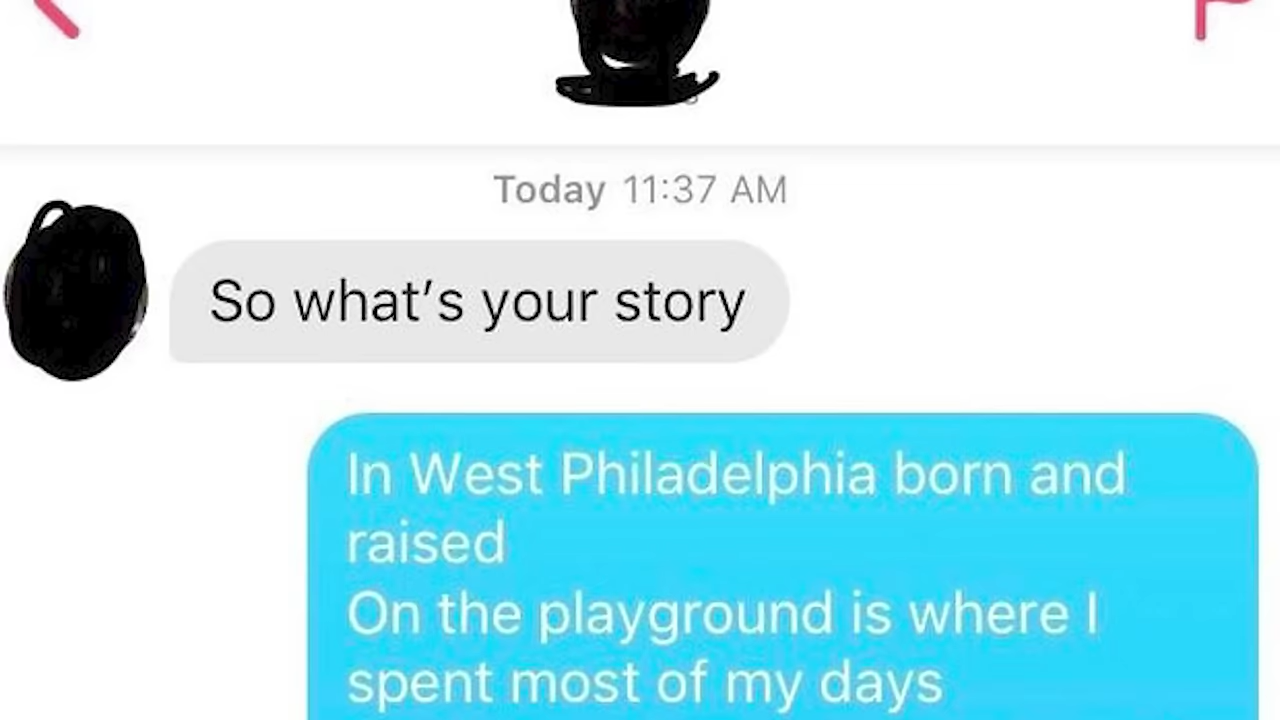 Today 11:37 AM
So what’s your story
In West Philadelphia born and
raised
On the playground is where I
spent most of my days